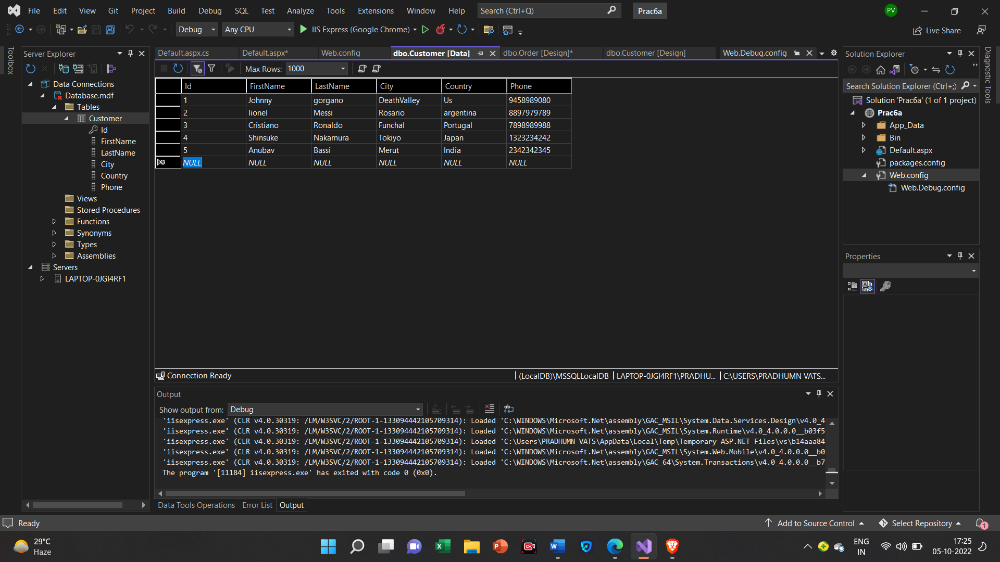 File Edit View Git Project Build Debug SQL Test Analyze Tools Extensions Window Help Search (Ctrl+Q) Prac6a PV
Debug Any CPU IIS Express (Google Chrome) Live Share
Toolbox
Server Explorer
Data Connections
Database.mdf
Tables
Customer
Id
FirstName
LastName
City
Country
Phone
Views
Stored Procedures
Functions
Synonyms
Types
Assemblies
Servers
LAPTOP-0JGI4RF1
Default.aspx.cs Default.aspx* Web.config dbo.Customer [Data] dbo.Order [Design]* dbo.Customer [Design] Web.Debug.config
Max Rows: 1000
Id FirstName LastName City Country Phone
1 Johnny gorgano DeathValley Us 9458989080
2 lionel Messi Rosario argentina 8897979789
3 Cristiano Ronaldo Funchal Portugal 7898989988
4 Shinsuke Nakamura Tokiyo Japan 1323234242
5 Anubav Bassi Merut India 2342342345
NULL NULL NULL NULL NULL NULL
Connection Ready (LocalDB)\MSSQLLocalDB LAPTOP-0JGI4RF1\PRADHU... C:\USERS\PRADHUMN VATS...
Output
Show output from: Debug
'iisexpress.exe' (CLR v4.0.30319: /LM/W3SVC/2/ROOT-1-133094442105709314): Loaded 'C:\WINDOWS\Microsoft.Net\assembly\GAC_MSIL\System.Data.Services.Design\v4.0_4
'iisexpress.exe' (CLR v4.0.30319: /LM/W3SVC/2/ROOT-1-133094442105709314): Loaded 'C:\WINDOWS\Microsoft.Net\assembly\GAC_MSIL\System.Runtime\v4.0_4.0.0.0__b03f5
'iisexpress.exe' (CLR v4.0.30319: /LM/W3SVC/2/ROOT-1-133094442105709314): Loaded 'C:\Users\PRADHUMN VATS\AppData\Local\Temp\Temporary ASP.NET Files\vs\b14aaa84
'iisexpress.exe' (CLR v4.0.30319: /LM/W3SVC/2/ROOT-1-133094442105709314): Loaded 'C:\WINDOWS\Microsoft.Net\assembly\GAC_MSIL\System.Web.Mobile\v4.0_4.0.0.0__b0
'iisexpress.exe' (CLR v4.0.30319: /LM/W3SVC/2/ROOT-1-133094442105709314): Loaded 'C:\WINDOWS\Microsoft.Net\assembly\GAC_64\System.Transactions\v4.0_4.0.0.0__b7
The program '[11184] iisexpress.exe' has exited with code 0 (0x0).
Data Tools Operations Error List Output
Solution Explorer
Search Solution Explorer (Ctrl+;)
Solution 'Prac6a' (1 of 1 project)
Prac6a
App_Data
Bin
Default.aspx
packages.config
Web.config
Web.Debug.config
Properties
Diagnostic Tools
Ready Add to Source Control Select Repository 1
29°C
Haze
ENG
IN
17:25
05-10-2022